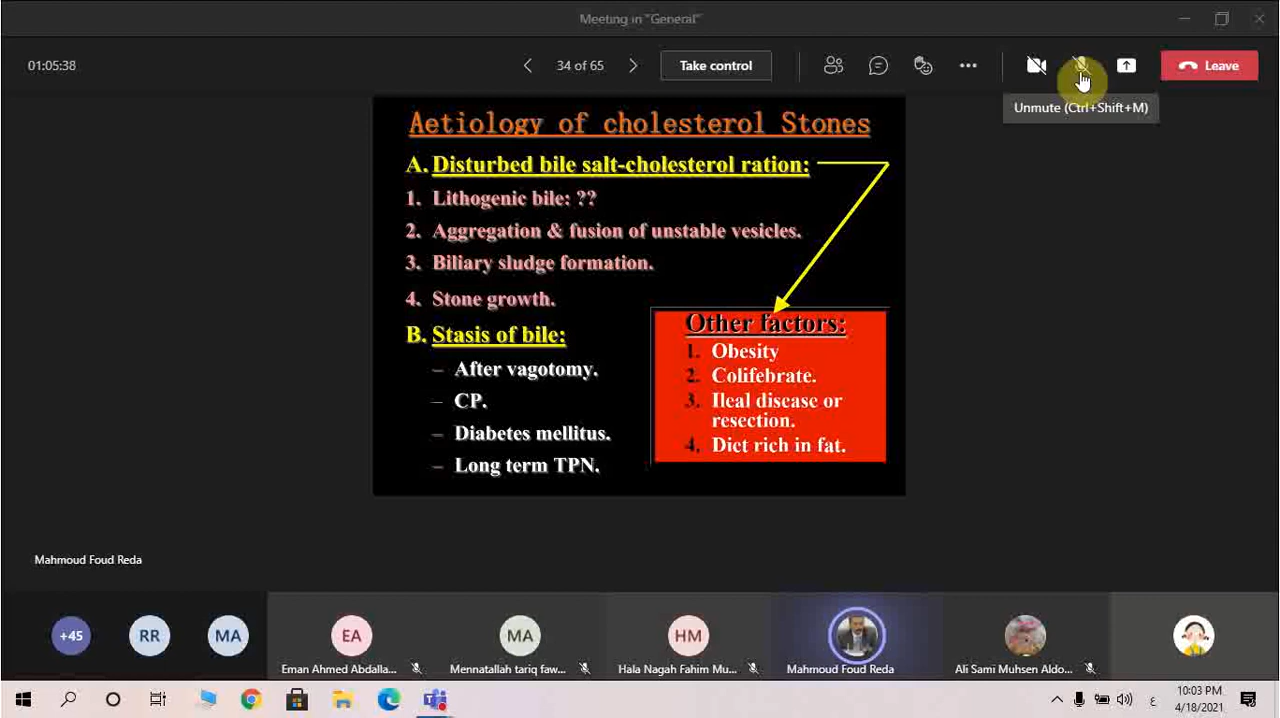 Meeting in "General"
01:05:38
34 of 65
Take control
Leave
Unmute (Ctrl+Shift+M)
Aetiology of cholesterol Stones
A. Disturbed bile salt-cholesterol ration:
1. Lithogenic bile: ??
2. Aggregation & fusion of unstable vesicles.
3. Biliary sludge formation.
4. Stone growth.
B. Stasis of bile:
– After vagotomy.
– CP.
– Diabetes mellitus.
– Long term TPN.
Other factors:
1. Obesity
2. Colifebrate.
3. Ileal disease or
resection.
4. Diet rich in fat.
Mahmoud Foud Reda
+45
RR
MA
EA
MA
HM
Eman Ahmed Abdalla...
Mennatallah tariq faw...
Hala Nagah Fahim Mu...
Mahmoud Foud Reda
Ali Sami Muhsen Aldo...
ع
10:03 PM
4/18/2021